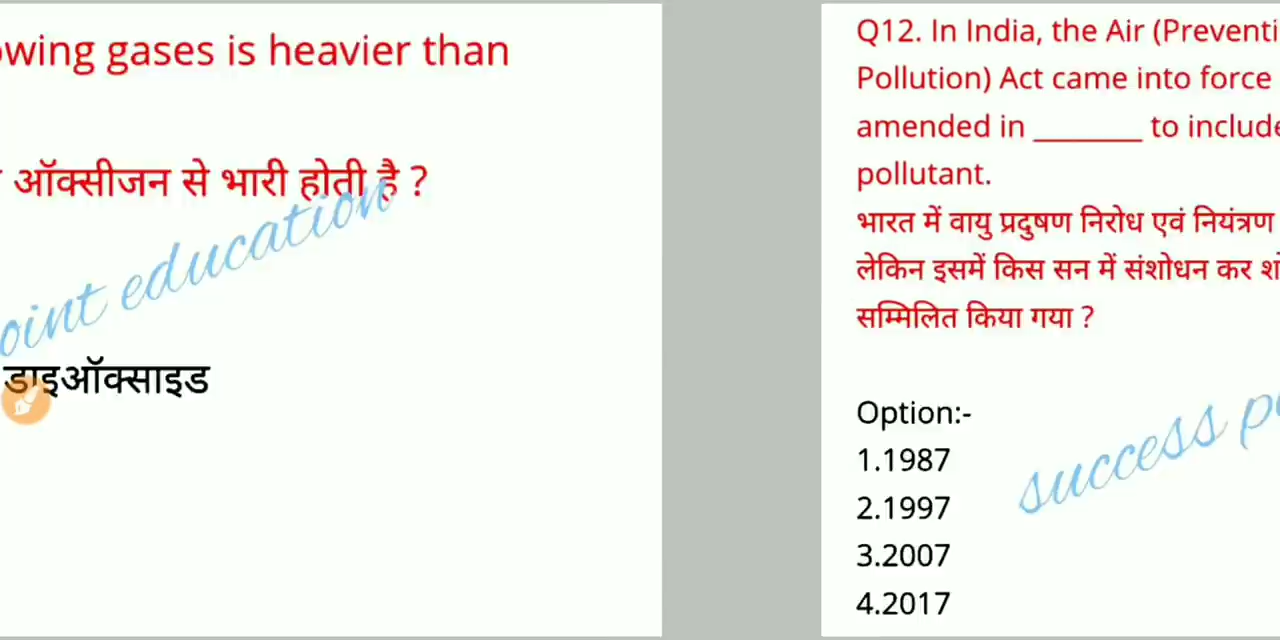 owing gases is heavier than
ऑक्सीजन से भारी होती है ?
oint education
डाइऑक्साइड
Q12. In India, the Air (Preventi
Pollution) Act came into force
amended in ________ to include
pollutant.
भारत में वायु प्रदुषण निरोध एवं नियंत्रण
लेकिन इसमें किस सन में संशोधन कर शो
सम्मिलित किया गया ?
Option:-
1.1987
2.1997
3.2007
4.2017
success po